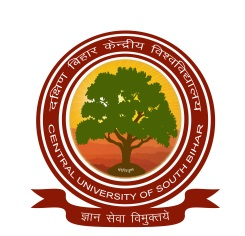 दक्षिण बिहार केन्द्रीय विश्वविद्यालय
CENTRAL UNIVERSITY OF SOUTH BIHAR
ज्ञान सेवा विमुक्तये